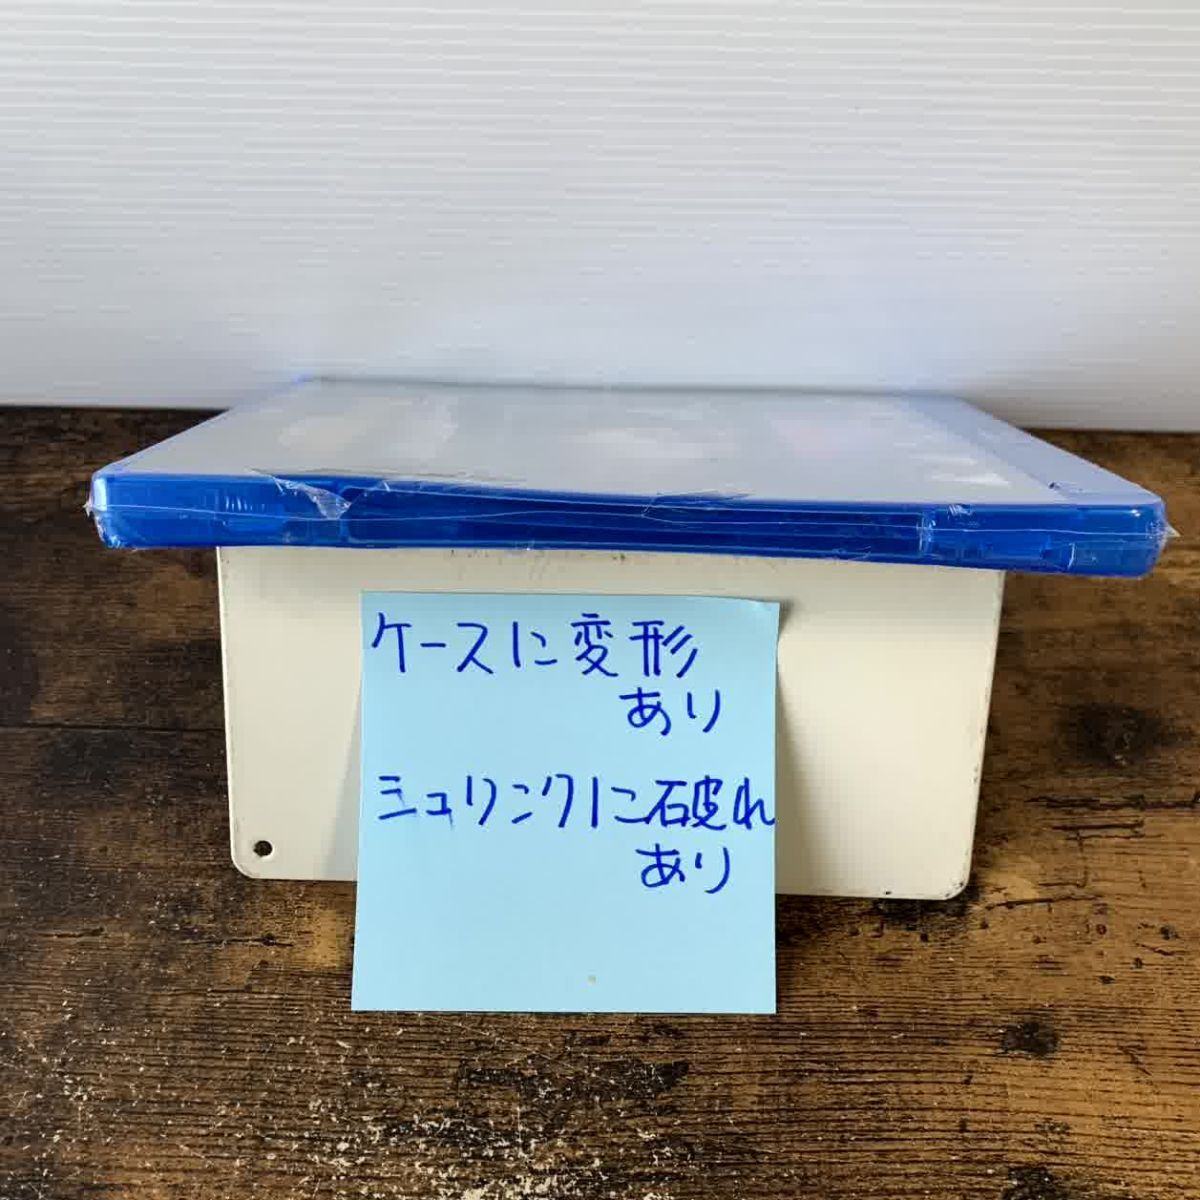 ケースに変形
あり
シュリンクに破れ
あり